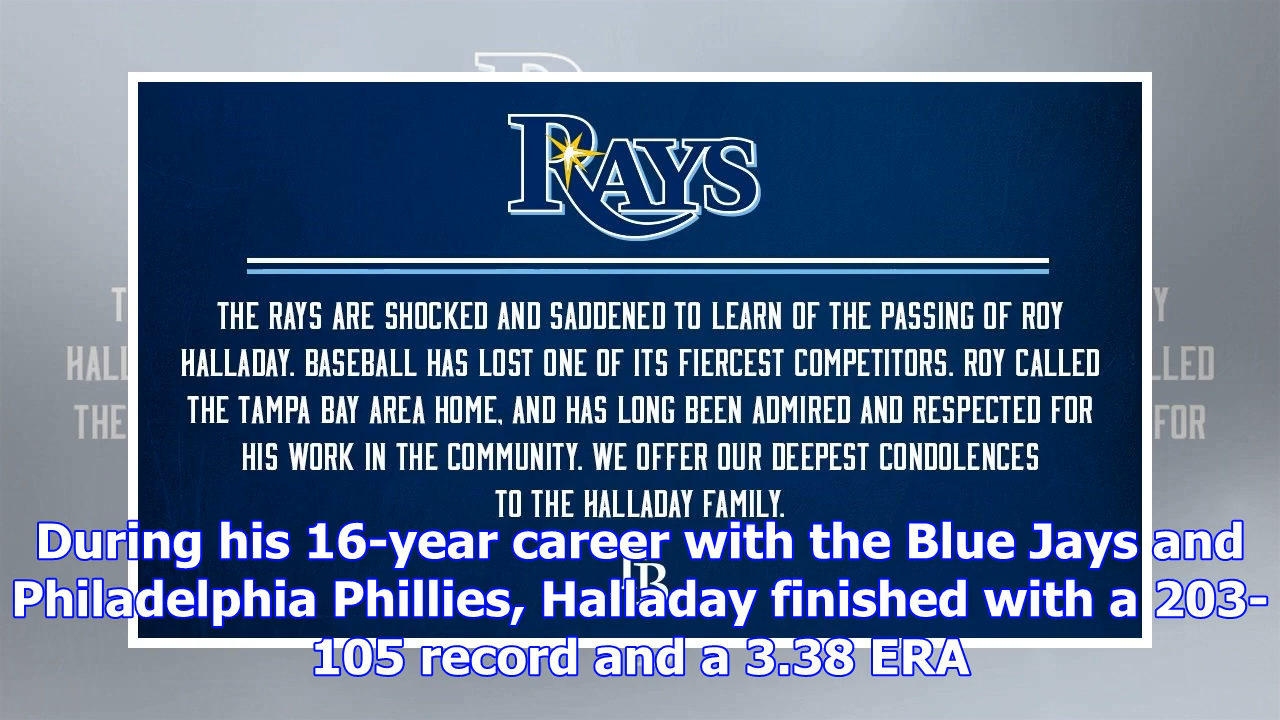 RAYS
THE RAYS ARE SHOCKED AND SADDENED TO LEARN OF THE PASSING OF ROY
HALLADAY. BASEBALL HAS LOST ONE OF ITS FIERCEST COMPETITORS. ROY CALLED
THE TAMPA BAY AREA HOME, AND HAS LONG BEEN ADMIRED AND RESPECTED FOR
HIS WORK IN THE COMMUNITY. WE OFFER OUR DEEPEST CONDOLENCES
TO THE HALLADAY FAMILY.
TB
During his 16-year career with the Blue Jays and
Philadelphia Phillies, Halladay finished with a 203-
105 record and a 3.38 ERA